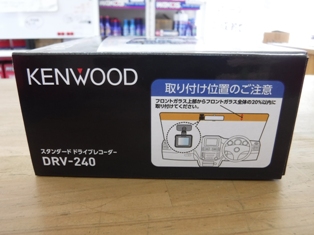 KENWOOD
スタンダード ドライブレコーダー
DRV-240
取り付け位置のご注意
フロントガラス上部からフロントガラス全体の20%以内に
取り付けてください。